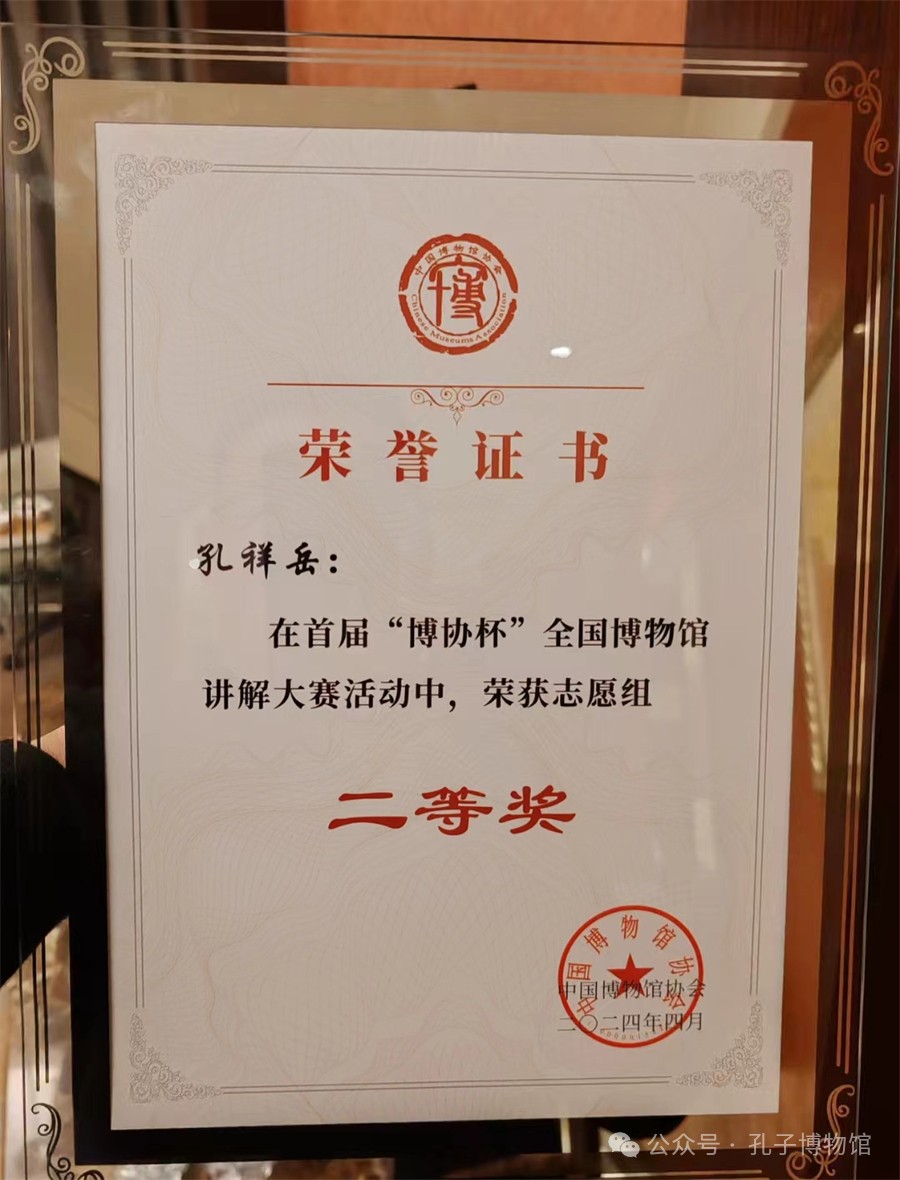 中国博物馆协会
博
Chinese Museums Association
荣誉证书
孔祥岳：
在首届“博协杯”全国博物馆
讲解大赛活动中，荣获志愿组
二等奖
中国博物馆协会
中国博物馆协会
二〇二四年四月
公众号·孔子博物馆